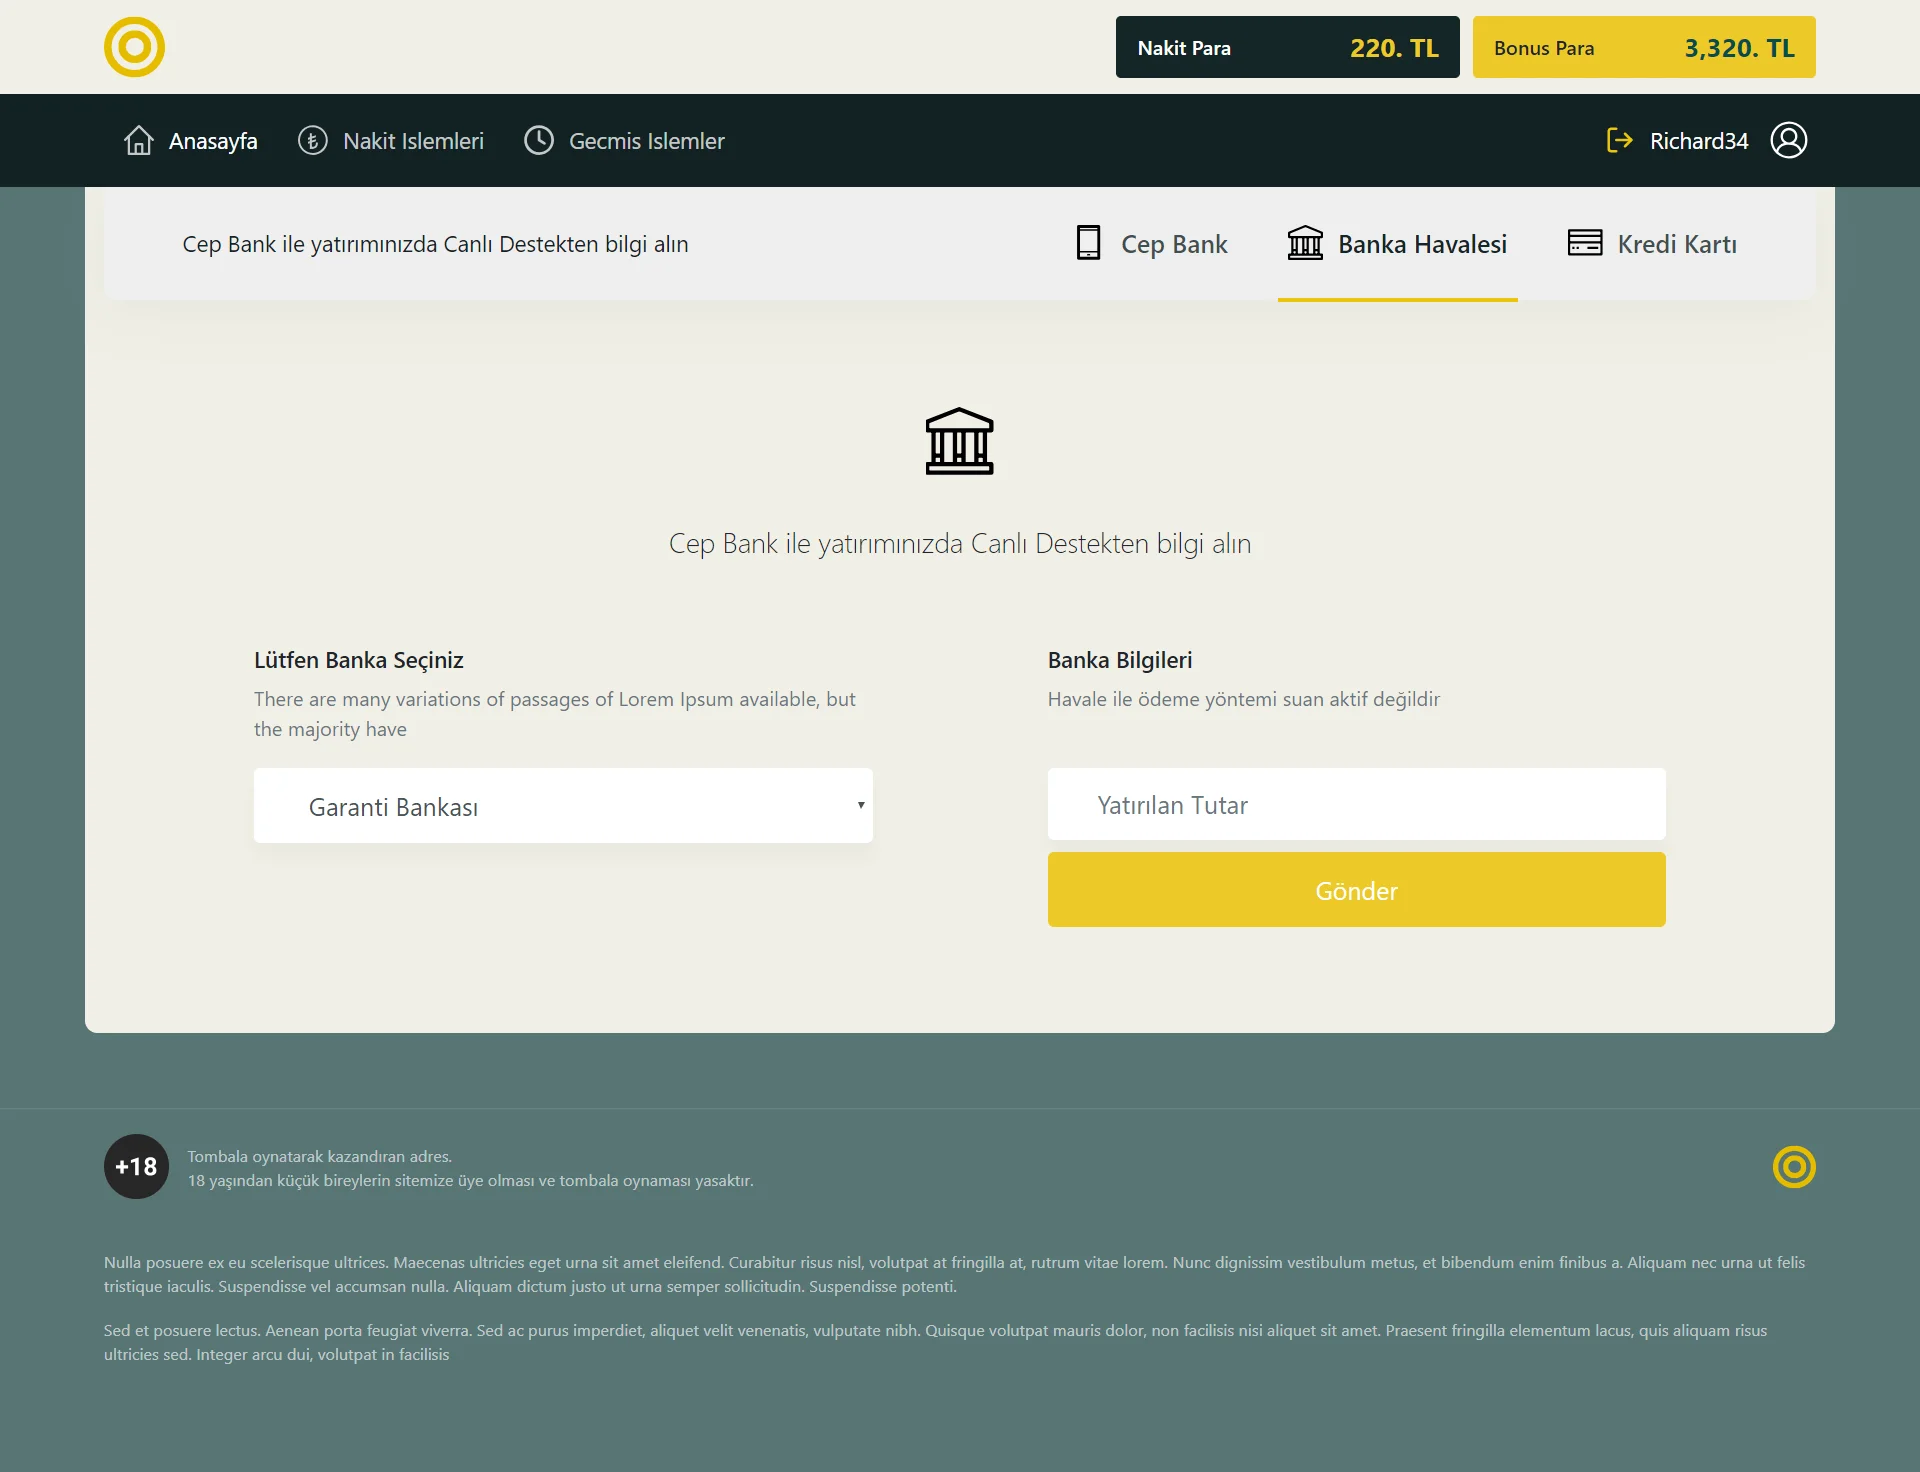 Nakit Para 220. TL Bonus Para 3,320. TL
Anasayfa Nakit Islemleri Gecmis Islemler Richard34
Cep Bank ile yatırımınızda Canlı Destekten bilgi alın Cep Bank Banka Havalesi Kredi Kartı
Cep Bank ile yatırımınızda Canlı Destekten bilgi alın
Lütfen Banka Seçiniz
There are many variations of passages of Lorem Ipsum available, but
the majority have
Garanti Bankası
Banka Bilgileri
Havale ile ödeme yöntemi suan aktif değildir
Yatırılan Tutar
Gönder
+18
Tombala oynatarak kazandıran adres.
18 yaşından küçük bireylerin sitemize üye olması ve tombala oynaması yasaktır.
Nulla posuere ex eu scelerisque ultrices. Maecenas ultricies eget urna sit amet eleifend. Curabitur risus nisl, volutpat at fringilla at, rutrum vitae lorem. Nunc dignissim vestibulum metus, et bibendum enim finibus a. Aliquam nec urna ut felis
tristique iaculis. Suspendisse vel accumsan nulla. Aliquam dictum justo ut urna semper sollicitudin. Suspendisse potenti.
Sed et posuere lectus. Aenean porta feugiat viverra. Sed ac purus imperdiet, aliquet velit venenatis, vulputate nibh. Quisque volutpat mauris dolor, non facilisis nisi aliquet sit amet. Praesent fringilla elementum lacus, quis aliquam risus
ultricies sed. Integer arcu dui, volutpat in facilisis